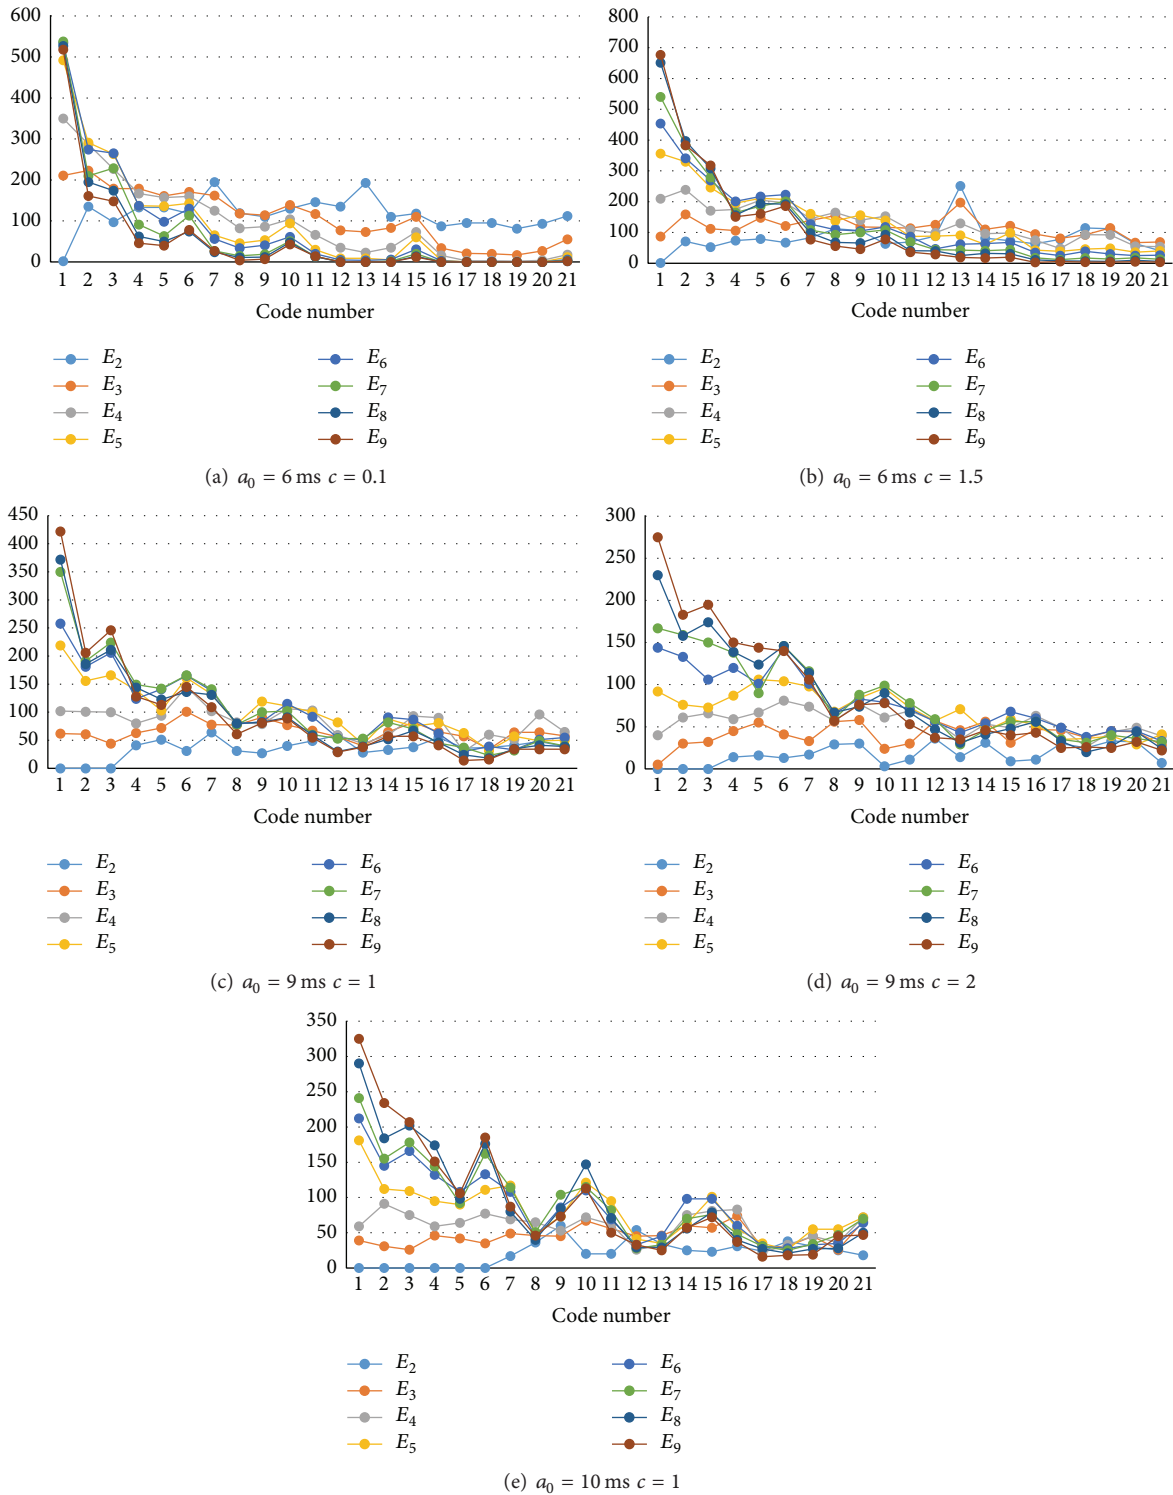 600
500
400
300
200
100
0
1 2 3 4 5 6 7 8 9 10 11 12 13 14 15 16 17 18 19 20 21
Code number
E2 E6
E3 E7
E4 E8
E5 E9
(a) a0 = 6 ms c = 0.1
800
700
600
500
400
300
200
100
0
1 2 3 4 5 6 7 8 9 10 11 12 13 14 15 16 17 18 19 20 21
Code number
E2 E6
E3 E7
E4 E8
E5 E9
(b) a0 = 6 ms c = 1.5
450
400
350
300
250
200
150
100
50
0
1 2 3 4 5 6 7 8 9 10 11 12 13 14 15 16 17 18 19 20 21
Code number
E2 E6
E3 E7
E4 E8
E5 E9
(c) a0 = 9 ms c = 1
300
250
200
150
100
50
0
1 2 3 4 5 6 7 8 9 10 11 12 13 14 15 16 17 18 19 20 21
Code number
E2 E6
E3 E7
E4 E8
E5 E9
(d) a0 = 9 ms c = 2
350
300
250
200
150
100
50
0
1 2 3 4 5 6 7 8 9 10 11 12 13 14 15 16 17 18 19 20 21
Code number
E2 E6
E3 E7
E4 E8
E5 E9
(e) a0 = 10 ms c = 1